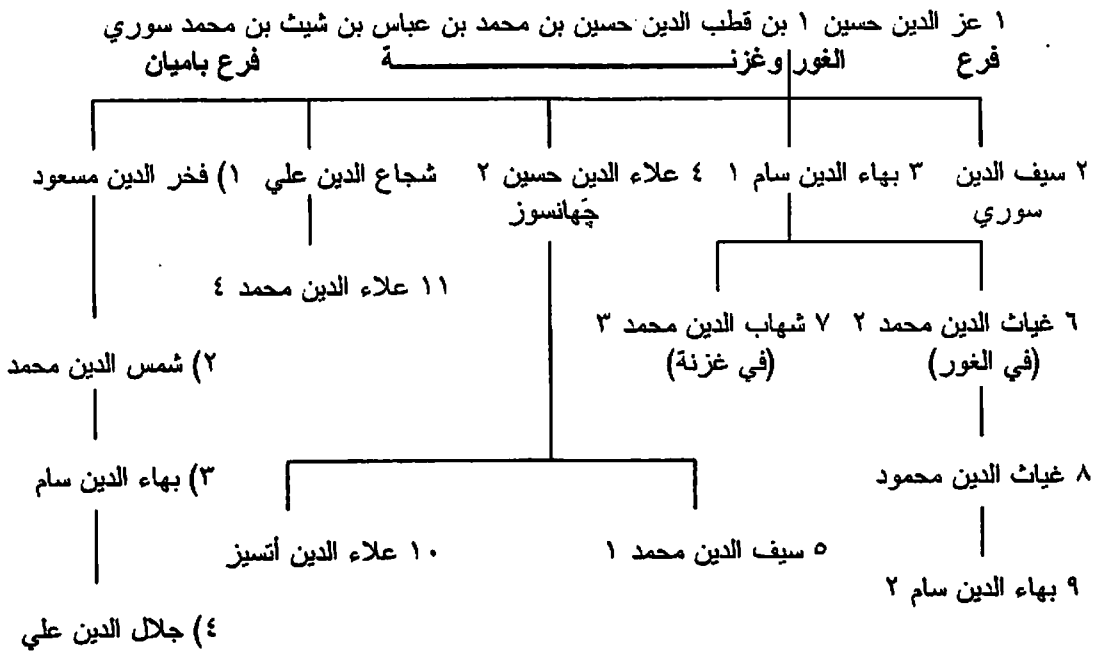 ١ عز الدين حسين ١ بن قطب الدين حسين بن محمد بن عباس بن شيث بن محمد سوري
فرع الغور وغزنــــــــــة فرع باميان
٢ سيف الدين ٣ بهاء الدين سام ١ ٤ علاء الدين حسين ٢ شجاع الدين علي ١) فخر الدين مسعود
سوري چهانسوز
١١ علاء الدين محمد ٤
٦ غياث الدين محمد ٢ ٧ شهاب الدين محمد ٣
(في الغور) (في غزنة)
٢) شمس الدين محمد
٨ غياث الدين محمود ٣) بهاء الدين سام
٥ سيف الدين محمد ١ ١٠ علاء الدين أتسيز
٩ بهاء الدين سام ٢
٤) جلال الدين علي